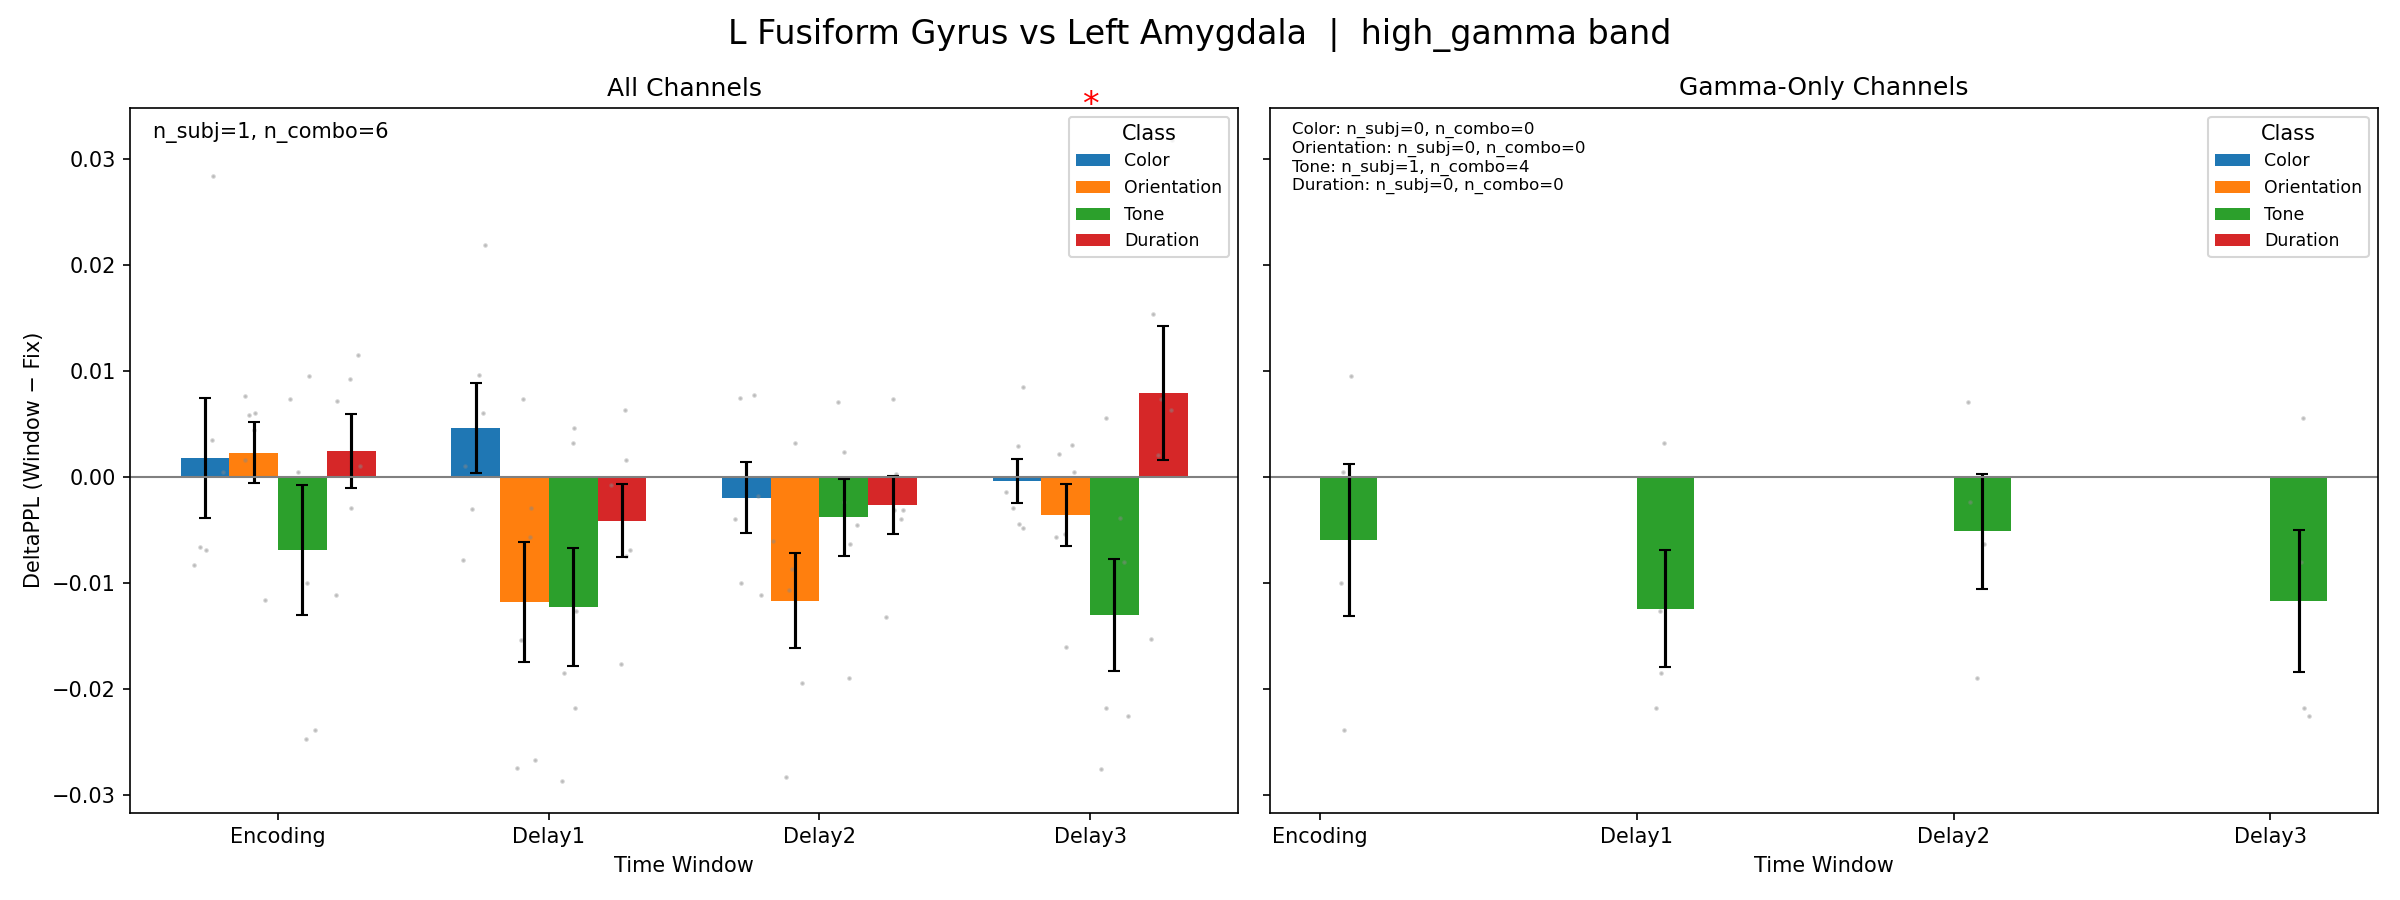 L Fusiform Gyrus vs Left Amygdala | high_gamma band
All Channels
*
n_subj=1, n_combo=6
Class
Color
Orientation
Tone
Duration
DeltaPPL (Window − Fix)
0.03
0.02
0.01
0.00
−0.01
−0.02
−0.03
Encoding
Delay1
Delay2
Delay3
Time Window
Gamma-Only Channels
Color: n_subj=0, n_combo=0
Orientation: n_subj=0, n_combo=0
Tone: n_subj=1, n_combo=4
Duration: n_subj=0, n_combo=0
Class
Color
Orientation
Tone
Duration
Encoding
Delay1
Delay2
Delay3
Time Window